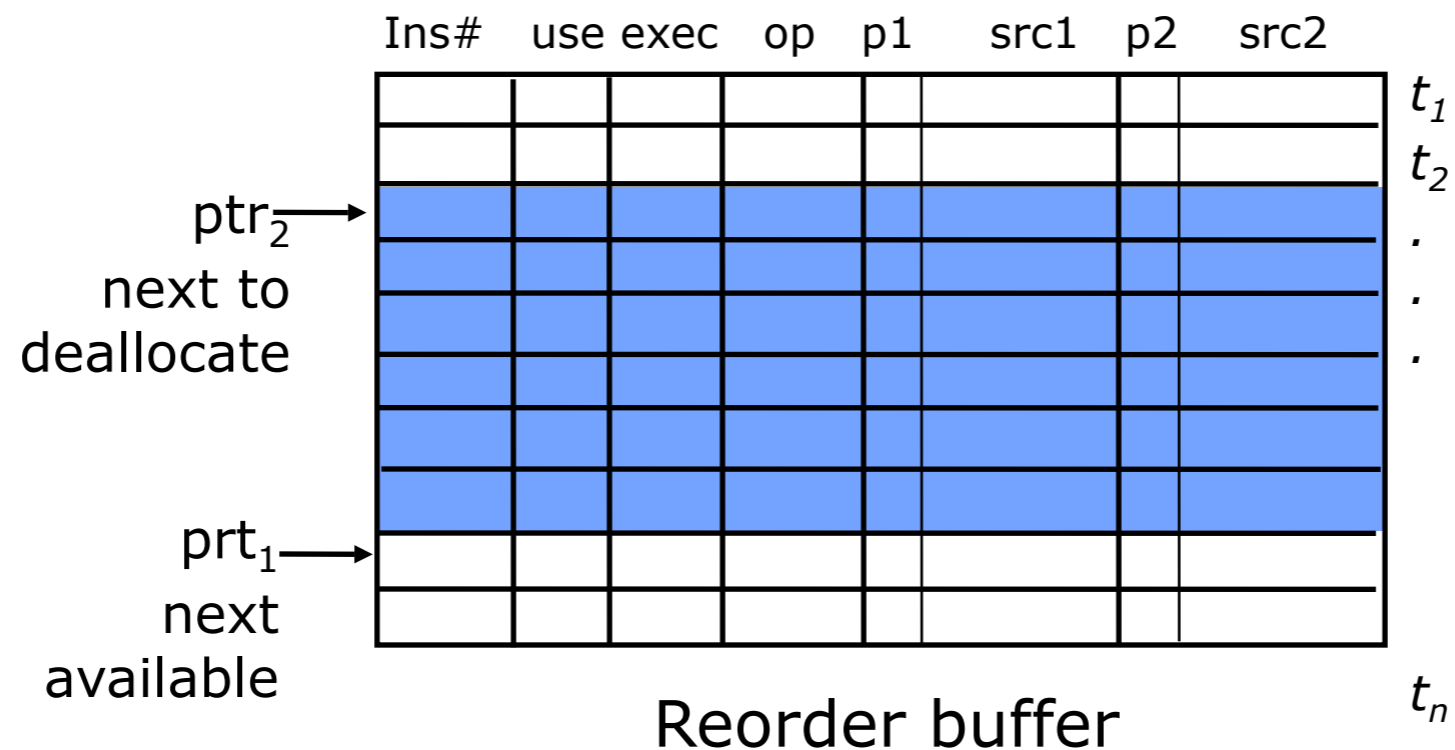 Ins# use exec op p1 src1 p2 src2
t₁
t₂
ptr₂
.
next to
.
deallocate
.
prt₁
next
available
tₙ
Reorder buffer